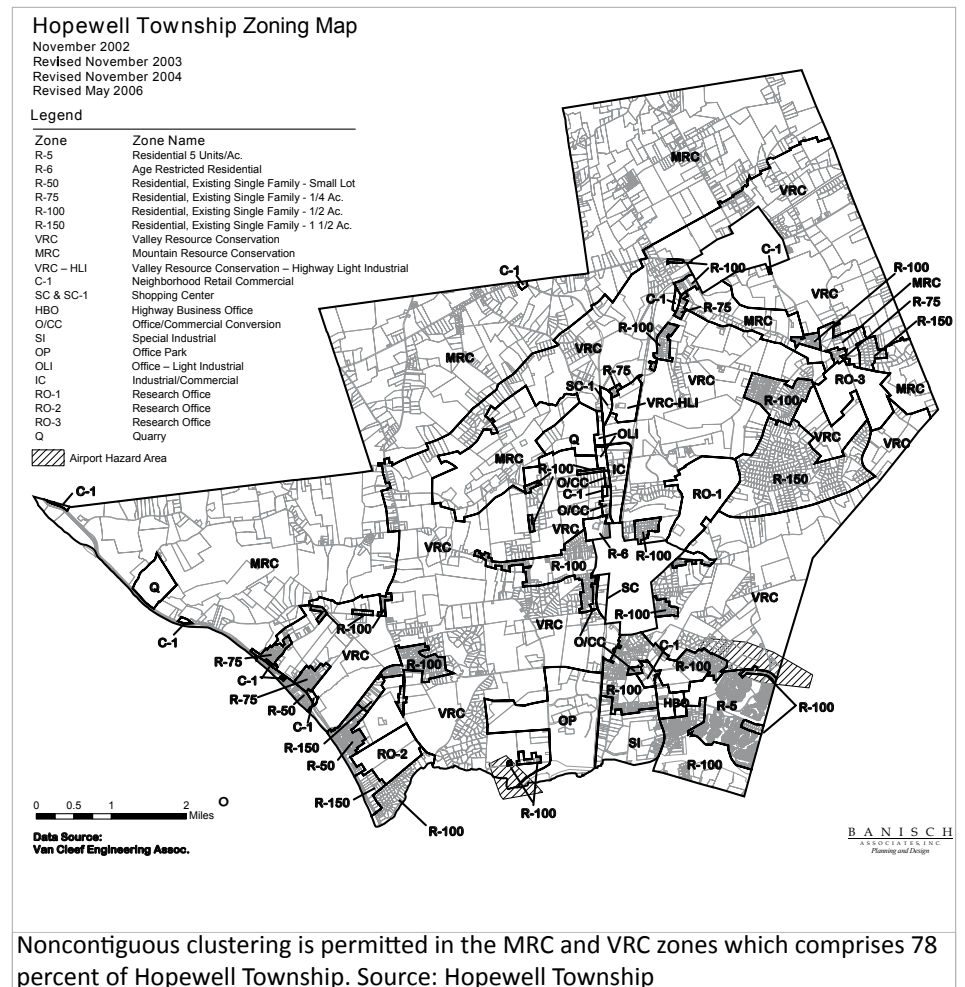 Hopewell Township Zoning Map
November 2002
Revised November 2003
Revised November 2004
Revised May 2006
Legend
Zone Zone Name
R-5 Residential 5 Units/Ac.
R-6 Age Restricted Residential
R-50 Residential, Existing Single Family - Small Lot
R-75 Residential, Existing Single Family - 1/4 Ac.
R-100 Residential, Existing Single Family - 1/2 Ac.
R-150 Residential, Existing Single Family - 1 1/2 Ac.
VRC Valley Resource Conservation
MRC Mountain Resource Conservation
VRC – HLI Valley Resource Conservation – Highway Light Industrial
C-1 Neighborhood Retail Commercial
SC & SC-1 Shopping Center
HBO Highway Business Office
O/CC Office/Commercial Conversion
SI Special Industrial
OP Office Park
OLI Office – Light Industrial
IC Industrial/Commercial
RO-1 Research Office
RO-2 Research Office
RO-3 Research Office
Q Quarry
Airport Hazard Area
MRC
VRC
C-1
R-100
C-1
R-100
MRC
VRC
C-1
R-75
R-75
MRC
R-150
R-100
VRC
MRC
R-75
VRC
RO-3
SC-1
VRC-HLI
R-100
MRC
OLI
Q
VRC
VRC
MRC
R-100
IC
O/CC
R-150
C-1
RO-1
C-1
O/CC
VRC
VRC
R-6
R-100
MRC
R-100
Q
SC
VRC
R-100
R-100
C-1
VRC
O/CC
C-1
R-75
VRC
R-100
R-100
C-1
R-75
R-100
R-50
HBO
R-5
R-100
C-1
VRC
OP
R-150
SI
RO-2
R-50
R-100
R-150
R-100
R-100
0 0.5 1 2
Miles
Data Source:
Van Cleef Engineering Assoc.
BANISCH
ASSOCIATES, INC.
Planning and Design
Noncontiguous clustering is permitted in the MRC and VRC zones which comprises 78
percent of Hopewell Township. Source: Hopewell Township